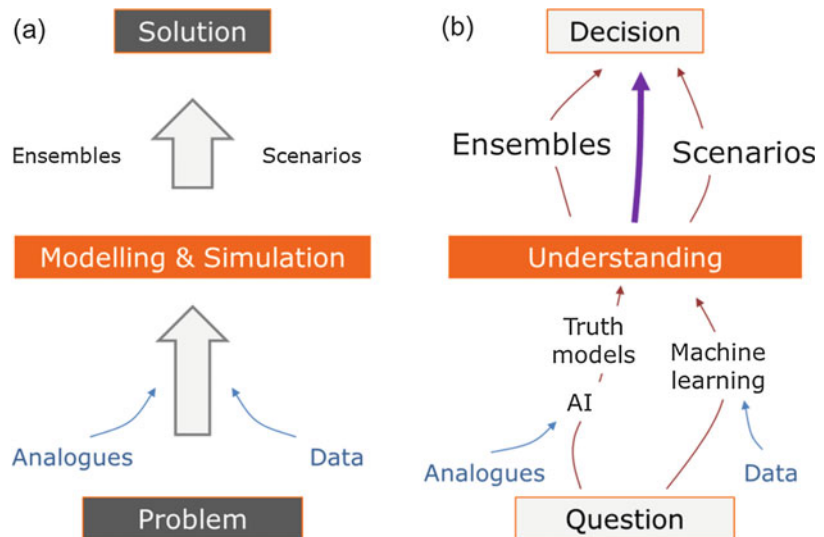 (a)
Solution
Ensembles
Scenarios
Modelling & Simulation
Analogues
Data
Problem
(b)
Decision
Ensembles
Scenarios
Understanding
Truth
models
Machine
learning
AI
Analogues
Data
Question